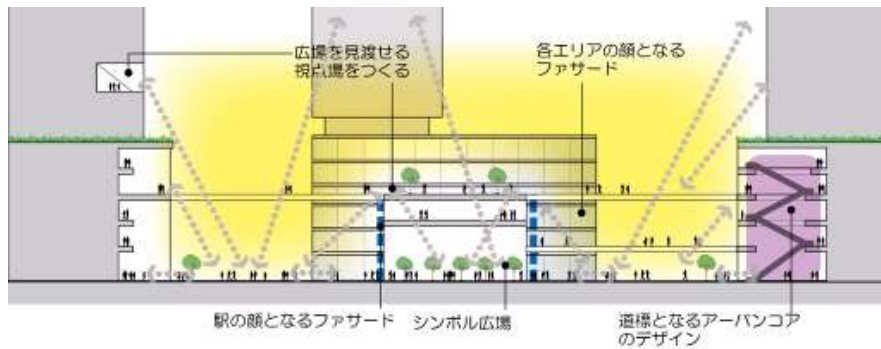 広場を見渡せる
視点場をつくる
各エリアの顔となる
ファサード
駅の顔となるファサード
シンボル広場
道標となるアーバンコア
のデザイン